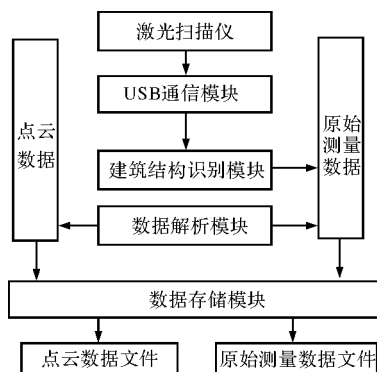 激光扫描仪
USB通信模块
点云
数据
原始
测量
数据
建筑结构识别模块
数据解析模块
数据存储模块
点云数据文件
原始测量数据文件